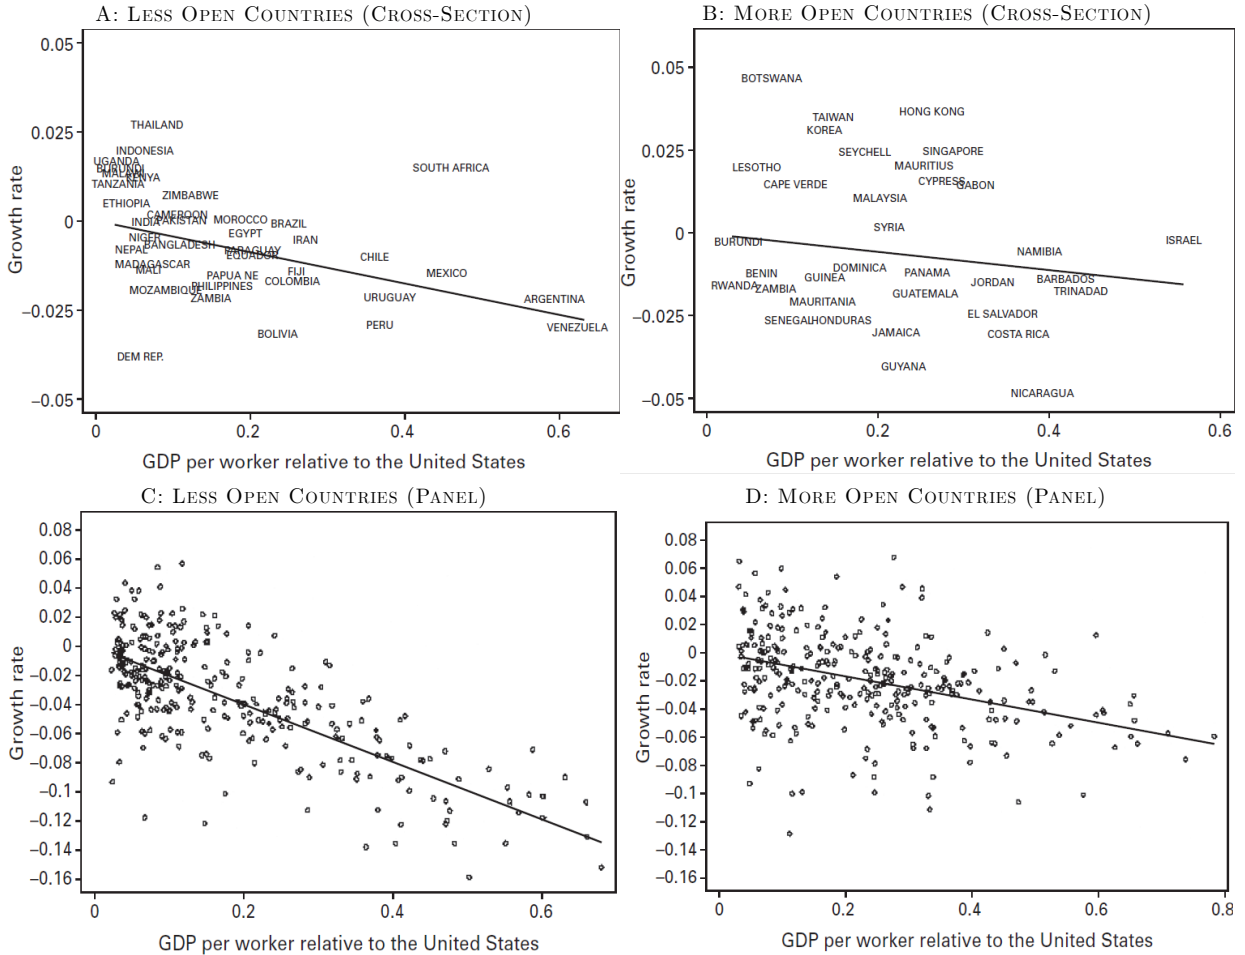 A: LESS OPEN COUNTRIES (CROSS-SECTION)
0.05
0.025
0
−0.025
−0.05
Growth rate
THAILAND
INDONESIA
UGANDA
BURUNDI
MALAWI
KENYA
TANZANIA
SOUTH AFRICA
ZIMBABWE
ETHIOPIA
CAMEROON
INDIA
PAKISTAN
MOROCCO
BRAZIL
EGYPT
NIGER
BANGLADESH
IRAN
NEPAL
PARAGUAY
ECUADOR
CHILE
MADAGASCAR
MALI
PAPUA NE
FIJI
MEXICO
COLOMBIA
MOZAMBIQUE
PHILIPPINES
ZAMBIA
URUGUAY
ARGENTINA
PERU
VENEZUELA
BOLIVIA
DEM REP.
0 0.2 0.4 0.6
GDP per worker relative to the United States
B: MORE OPEN COUNTRIES (CROSS-SECTION)
0.05
0.025
0
−0.025
−0.05
Growth rate
BOTSWANA
HONG KONG
TAIWAN
KOREA
SEYCHELL
SINGAPORE
LESOTHO
MAURITIUS
CAPE VERDE
CYPRESS
GABON
MALAYSIA
SYRIA
BURUNDI
ISRAEL
NAMIBIA
BENIN
DOMINICA
GUINEA
PANAMA
RWANDA
ZAMBIA
JORDAN
BARBADOS
TRINADAD
MAURITANIA
GUATEMALA
SENEGAL
HONDURAS
EL SALVADOR
JAMAICA
COSTA RICA
GUYANA
NICARAGUA
0 0.2 0.4 0.6
GDP per worker relative to the United States
C: LESS OPEN COUNTRIES (PANEL)
0.08
0.06
0.04
0.02
0
−0.02
−0.04
−0.06
−0.08
−0.1
−0.12
−0.14
−0.16
Growth rate
0 0.2 0.4 0.6
GDP per worker relative to the United States
D: MORE OPEN COUNTRIES (PANEL)
0.08
0.06
0.04
0.02
0
−0.02
−0.04
−0.06
−0.08
−0.1
−0.12
−0.14
−0.16
Growth rate
0 0.2 0.4 0.6 0.8
GDP per worker relative to the United States